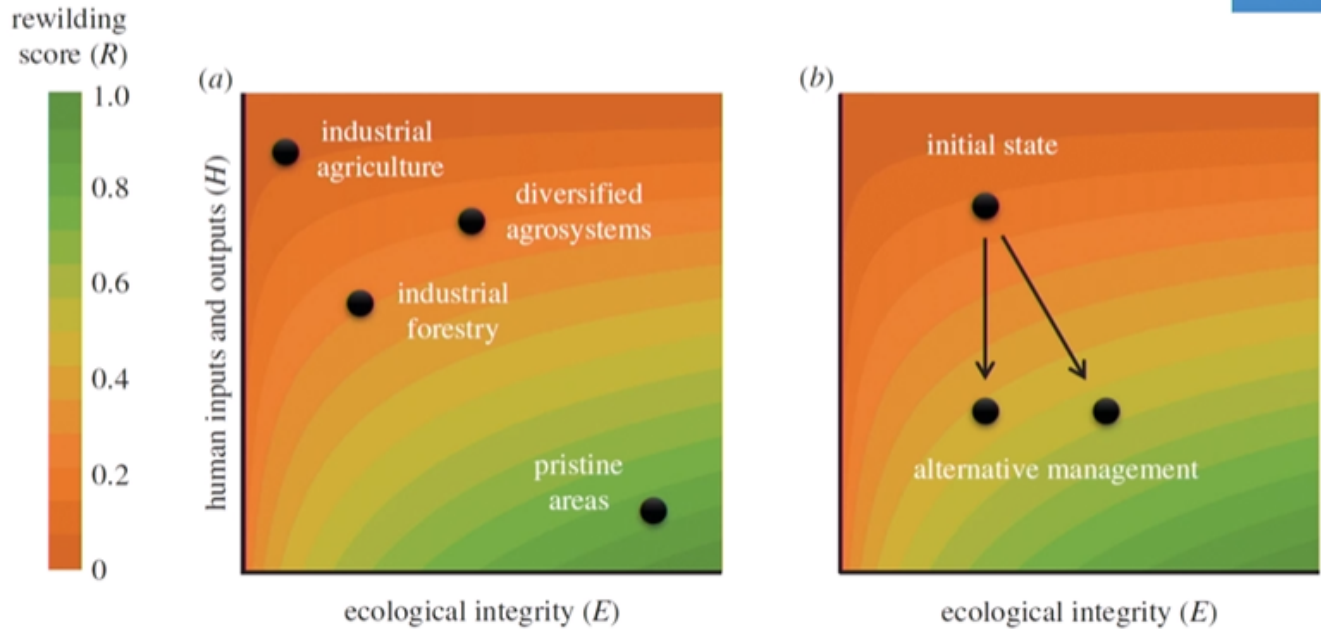 rewilding
score (R)
1.0
0.8
0.6
0.4
0.2
0
(a)
industrial
agriculture
diversified
agrosystems
industrial
forestry
pristine
areas
human inputs and outputs (H)
ecological integrity (E)
(b)
initial state
alternative management
ecological integrity (E)